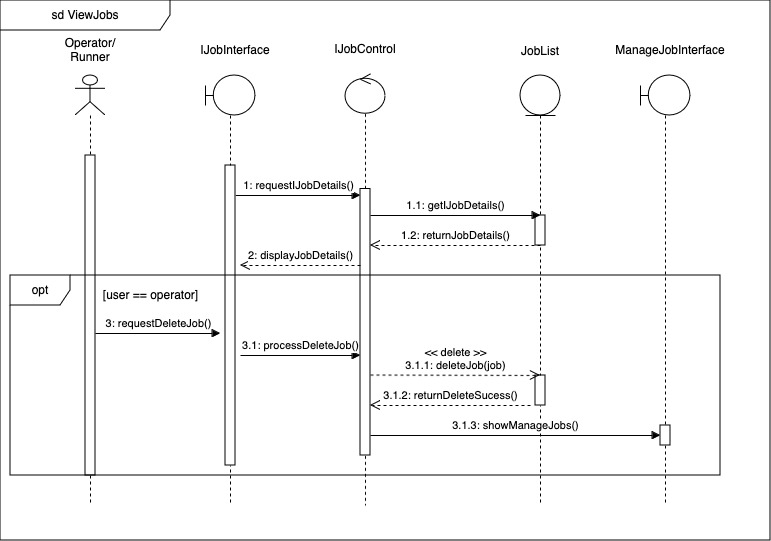 sd ViewJobs
Operator/
Runner
IJobInterface
IJobControl
JobList
ManageJobInterface
1: requestIJobDetails()
1.1: getIJobDetails()
1.2: returnJobDetails()
2: displayJobDetails()
opt
[user == operator]
3: requestDeleteJob()
3.1: processDeleteJob()
<< delete >>
3.1.1: deleteJob(job)
3.1.2: returnDeleteSucess()
3.1.3: showManageJobs()